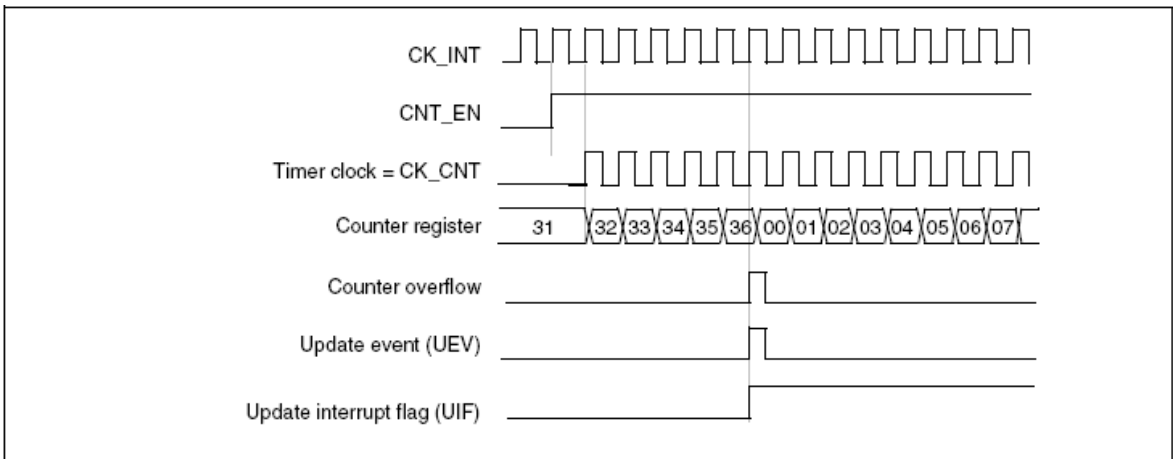 CK_INT
CNT_EN
Timer clock = CK_CNT
Counter register 31 32 33 34 35 36 00 01 02 03 04 05 06 07
Counter overflow
Update event (UEV)
Update interrupt flag (UIF)